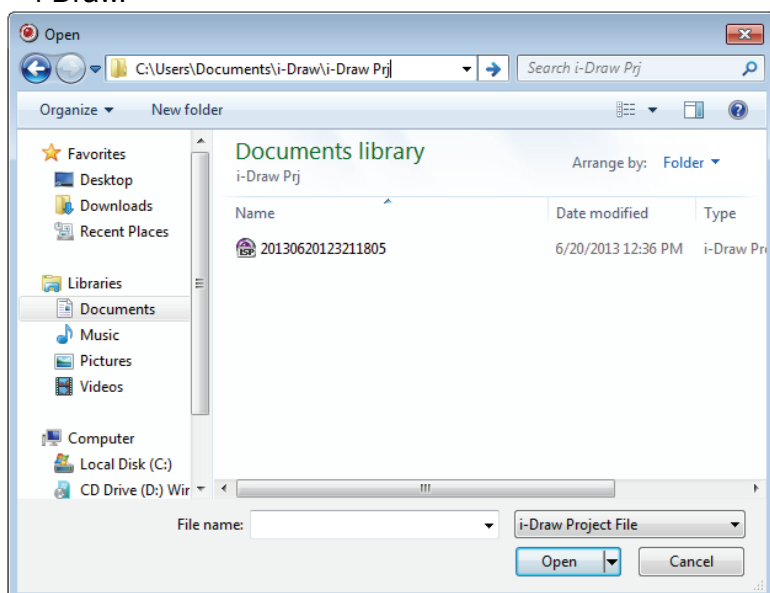 i-Draw.
Open
C:\Users\Documents\i-Draw\i-Draw Prj
Search i-Draw Prj
Organize
New folder
Favorites
Desktop
Downloads
Recent Places
Libraries
Documents
Music
Pictures
Videos
Computer
Local Disk (C:)
CD Drive (D:) Wir
Documents library
i-Draw Prj
Arrange by: Folder
Name
Date modified
Type
ISP
20130620123211805
6/20/2013 12:36 PM
i-Draw Pr
File name:
i-Draw Project File
Open
Cancel